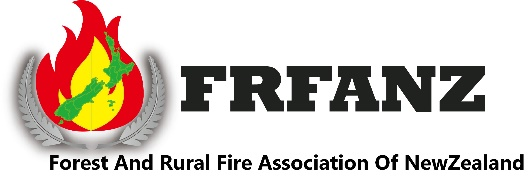 FRFANZ
Forest And Rural Fire Association Of NewZealand